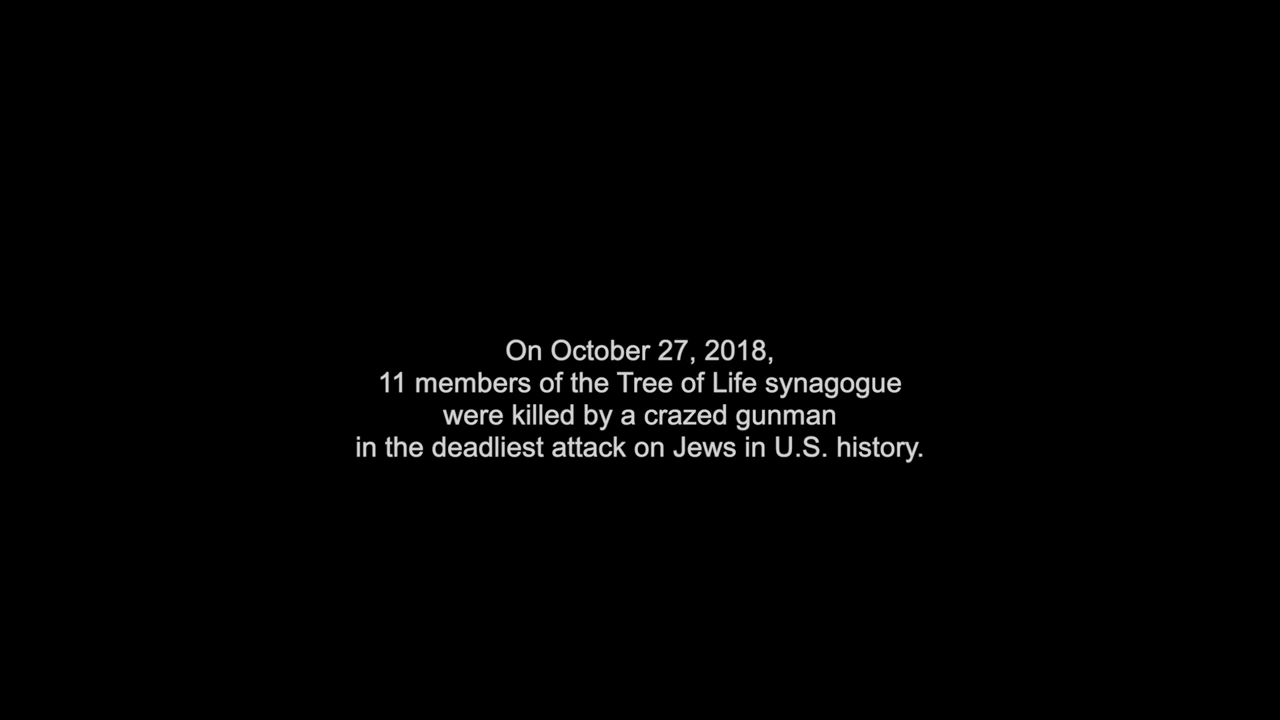 On October 27, 2018,
11 members of the Tree of Life synagogue
were killed by a crazed gunman
in the deadliest attack on Jews in U.S. history.